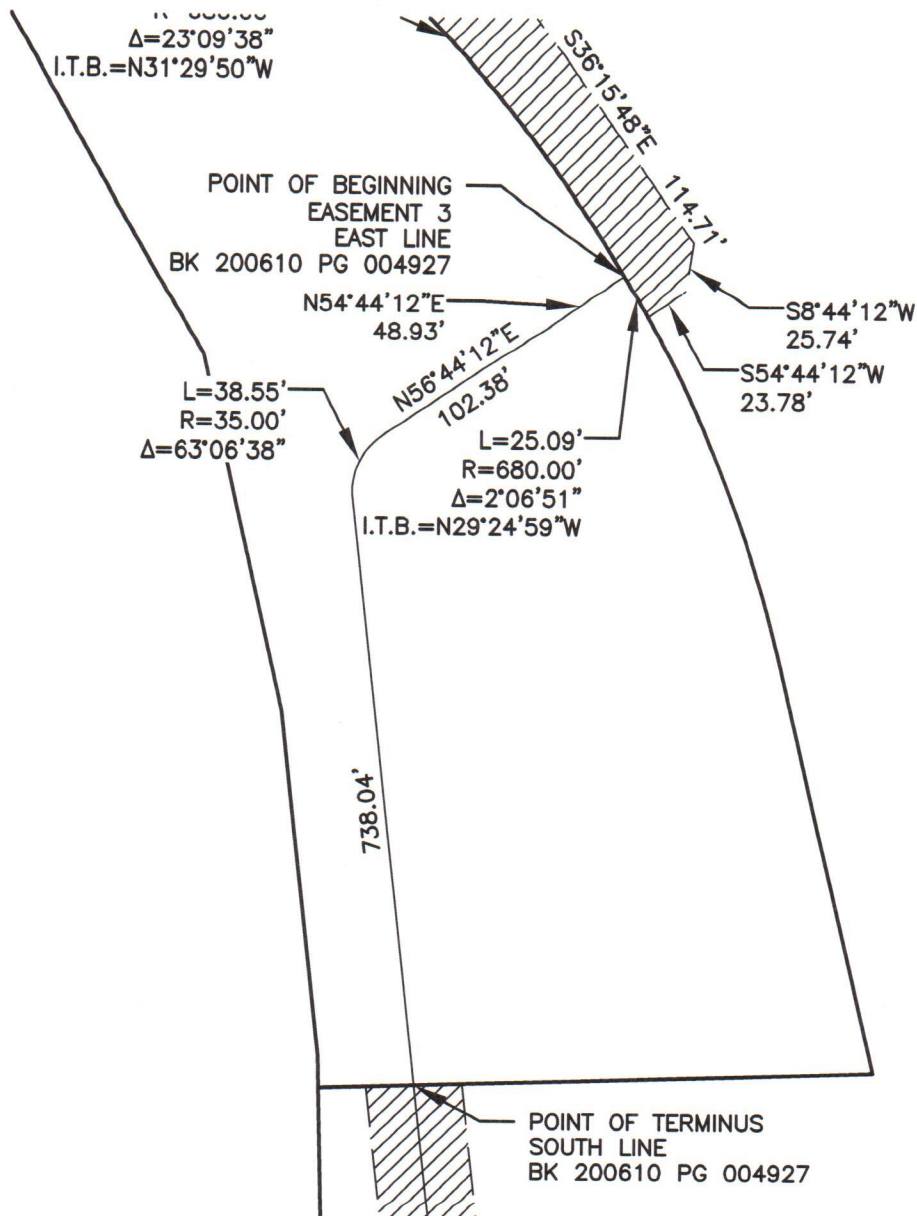 Δ=23°09'38"
I.T.B.=N31°29'50"W
S36°15'48"E
114.71'
POINT OF BEGINNING
EASEMENT 3
EAST LINE
BK 200610 PG 004927
N54°44'12"E
48.93'
S8°44'12"W
25.74'
S54°44'12"W
23.78'
N56°44'12"E
102.38'
L=38.55'
R=35.00'
Δ=63°06'38"
L=25.09'
R=680.00'
Δ=2°06'51"
I.T.B.=N29°24'59"W
738.04'
POINT OF TERMINUS
SOUTH LINE
BK 200610 PG 004927